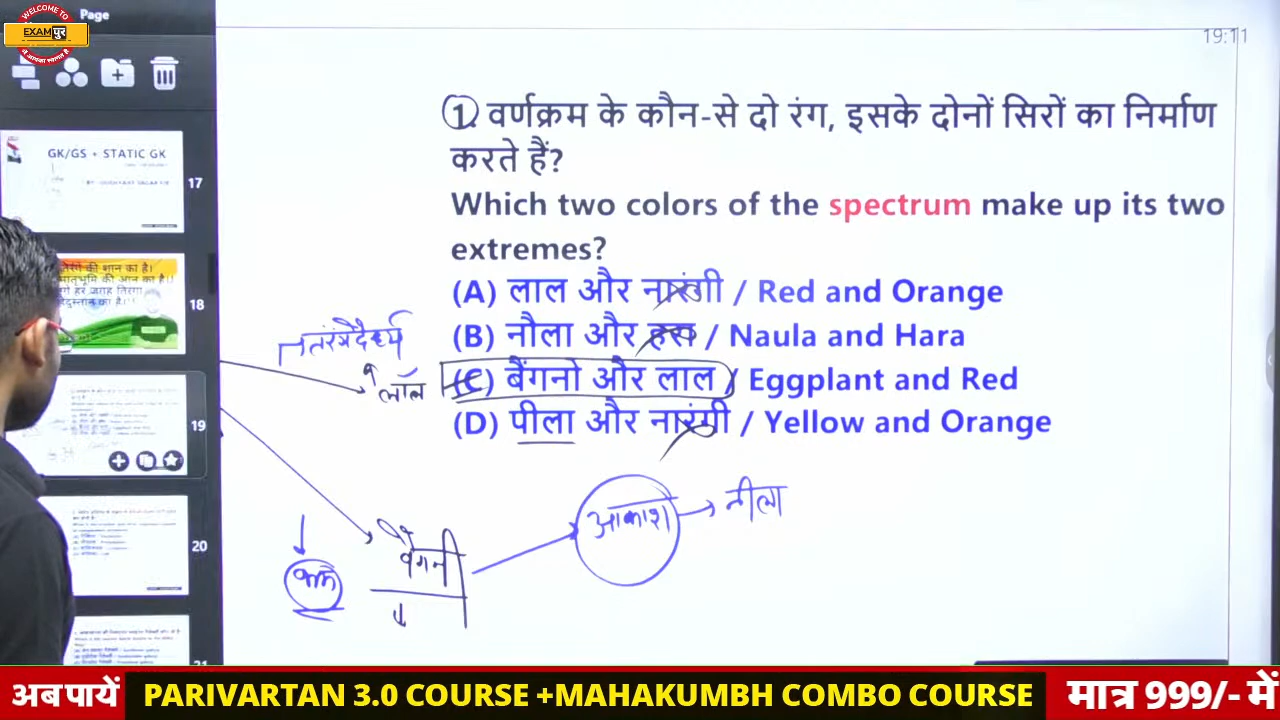 WELCOME TO
EXAMपुर
Page
19:11
GK/GS + STATIC GK
17
18
19
20
21
① वर्णक्रम के कौन-से दो रंग, इसके दोनों सिरों का निर्माण
करते हैं?
Which two colors of the spectrum make up its two
extremes?
(A) लाल और नारंगी / Red and Orange
(B) नीला और हरा / Naula and Hara
(C) बैंगनो और लाल / Eggplant and Red
(D) पीला और नारंगी / Yellow and Orange
तरंगदैर्ध्य
लाल
बैंगनी
आकाश
नीला
कम
अब पायें
PARIVARTAN 3.0 COURSE +MAHAKUMBH COMBO COURSE
मात्र 999/- में